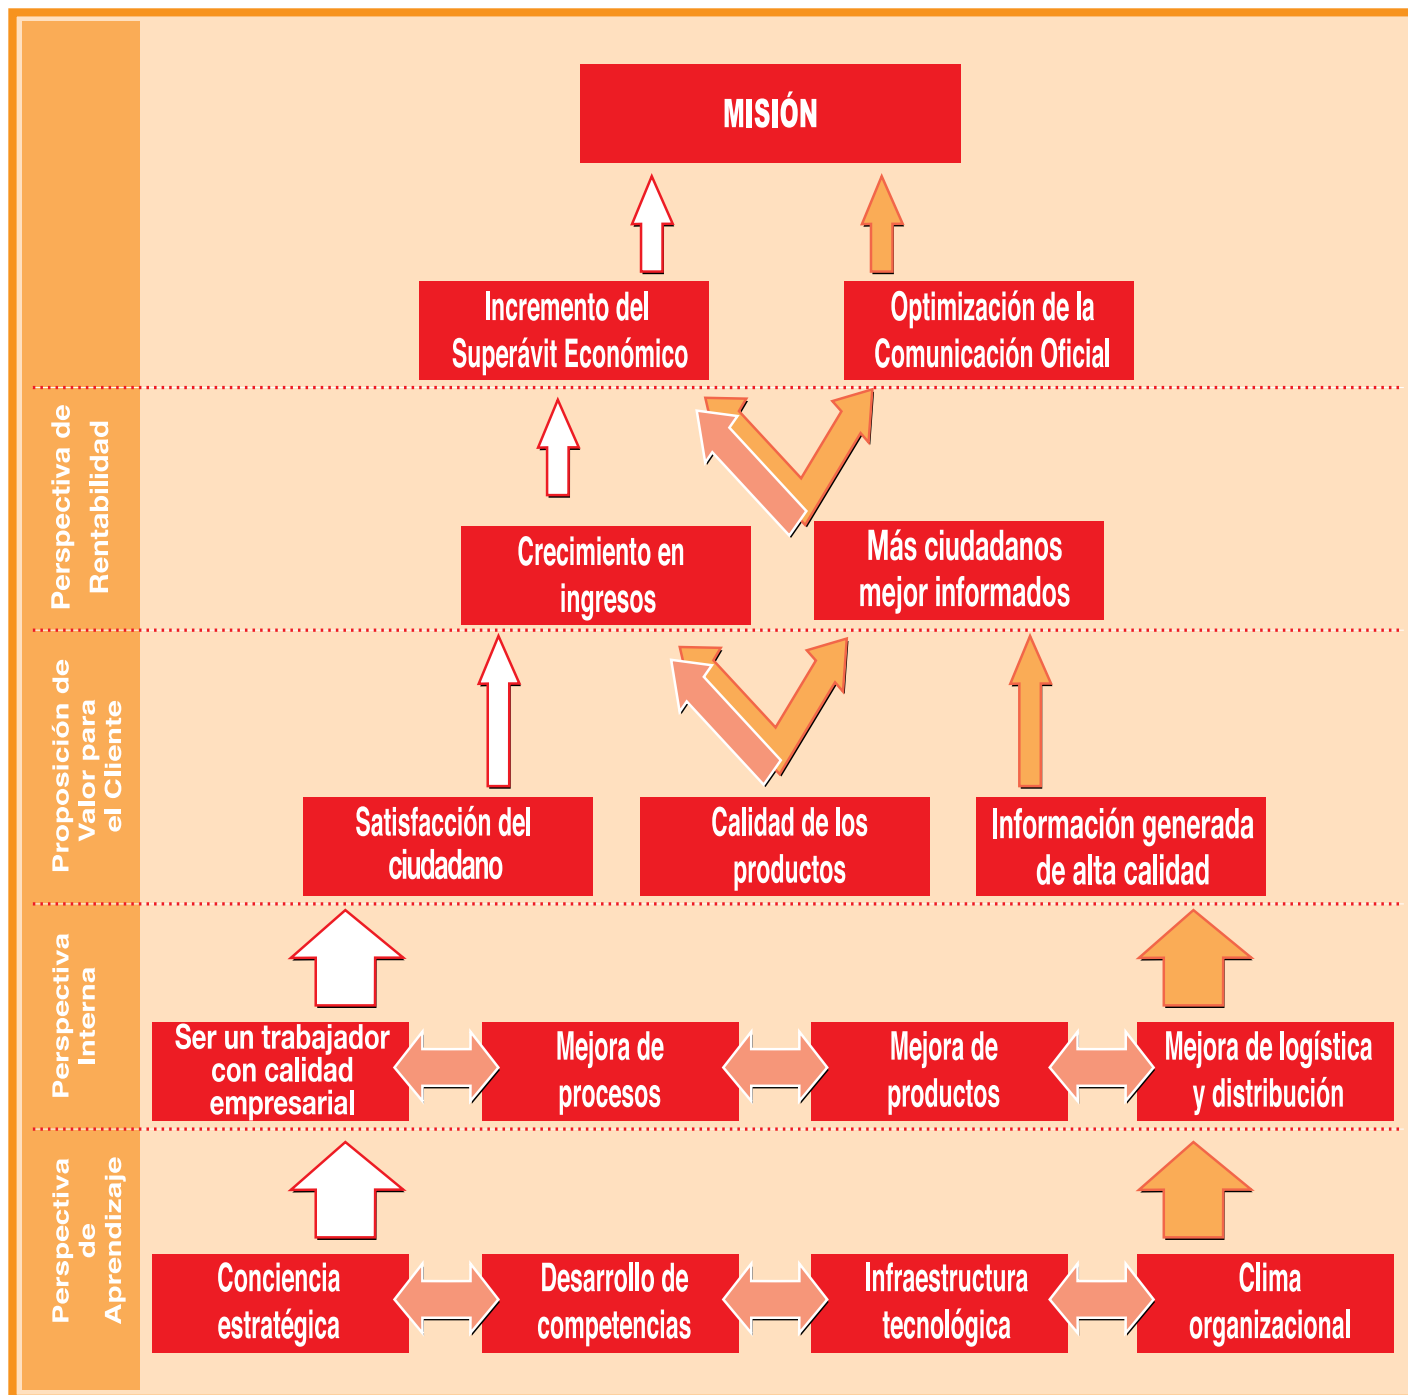 MISIÓN
Incremento del
Superávit Económico
Optimización de la
Comunicación Oficial
Perspectiva de
Rentabilidad
Crecimiento en
ingresos
Más ciudadanos
mejor informados
Proposición de
Valor para
el Cliente
Satisfacción del
ciudadano
Calidad de los
productos
Información generada
de alta calidad
Perspectiva
Interna
Ser un trabajador
con calidad
empresarial
Mejora de
procesos
Mejora de
productos
Mejora de logística
y distribución
Perspectiva
de
Aprendizaje
Conciencia
estratégica
Desarrollo de
competencias
Infraestructura
tecnológica
Clima
organizacional